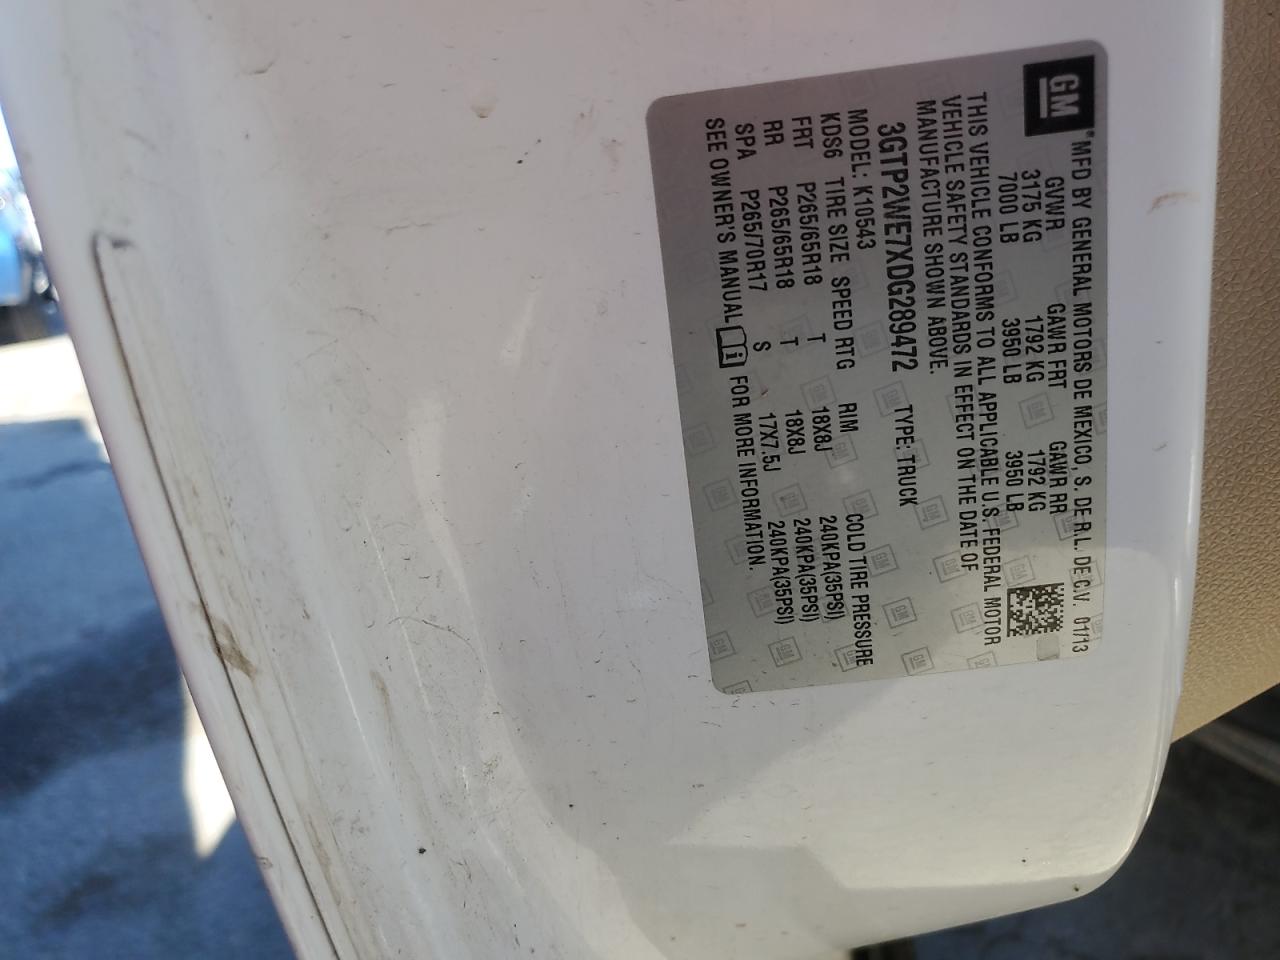 GM
*MFD BY GENERAL MOTORS DE MEXICO, S. DE R.L. DE C.V. 01/13
GVWR GAWR FRT GAWR RR
3175 KG 1792 KG 1792 KG
7000 LB 3950 LB 3950 LB
THIS VEHICLE CONFORMS TO ALL APPLICABLE U.S. FEDERAL MOTOR
VEHICLE SAFETY STANDARDS IN EFFECT ON THE DATE OF
MANUFACTURE SHOWN ABOVE.
3GTP2WE7XDG289472 TYPE: TRUCK
MODEL: K10543
KDS6 TIRE SIZE SPEED RTG RIM COLD TIRE PRESSURE
FRT P265/65R18 T 18X8J 240KPA(35PSI)
RR P265/65R18 T 18X8J 240KPA(35PSI)
SPA P265/70R17 S 17X7.5J 240KPA(35PSI)
SEE OWNER'S MANUAL FOR MORE INFORMATION.